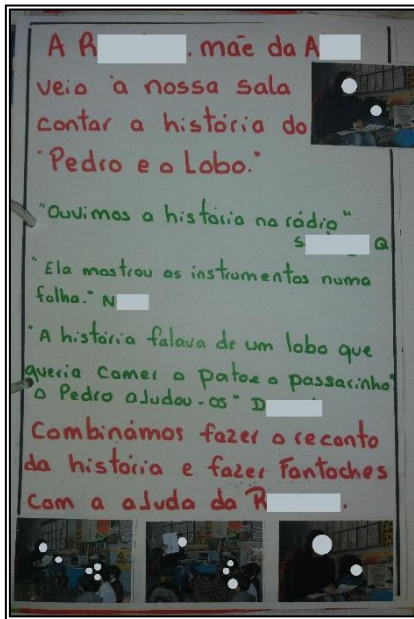 A R . mãe da A
veio à nossa sala
contar a história do
"Pedro e o Lobo."
"Ouvimos a história no rádio"
S Q
"Ela mostrou os instrumentos numa
folha." N
"A história falava de um lobo que
queria comer o pato e o passarinho,
o Pedro aJudou-os" D
Combinámos fazer o reconto
da história e fazer Fantoches
com a aJuda da R .